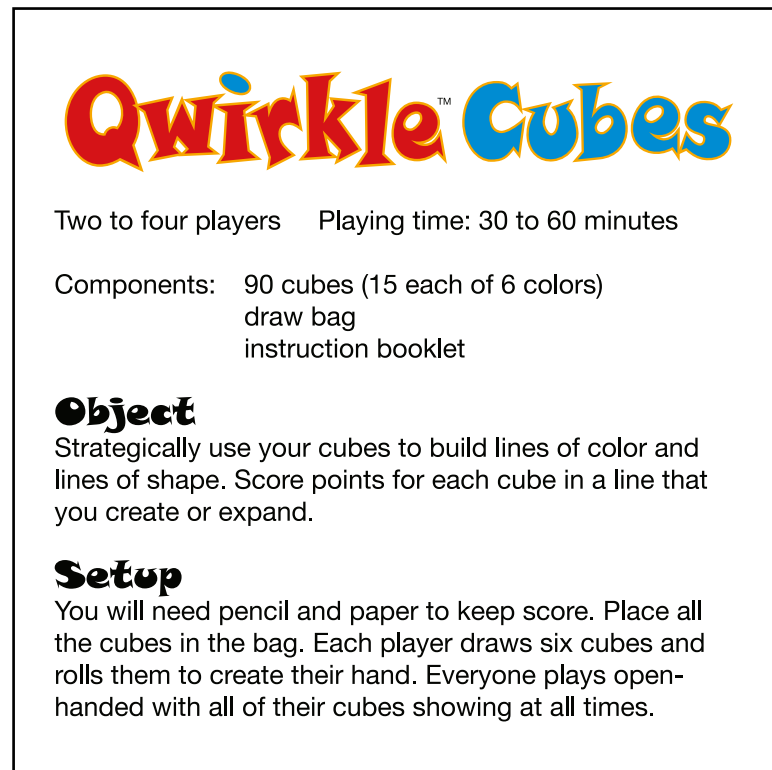 Qwirkle™ Cubes
Two to four players Playing time: 30 to 60 minutes
Components: 90 cubes (15 each of 6 colors)
draw bag
instruction booklet
Object
Strategically use your cubes to build lines of color and
lines of shape. Score points for each cube in a line that
you create or expand.
Setup
You will need pencil and paper to keep score. Place all
the cubes in the bag. Each player draws six cubes and
rolls them to create their hand. Everyone plays open-
handed with all of their cubes showing at all times.